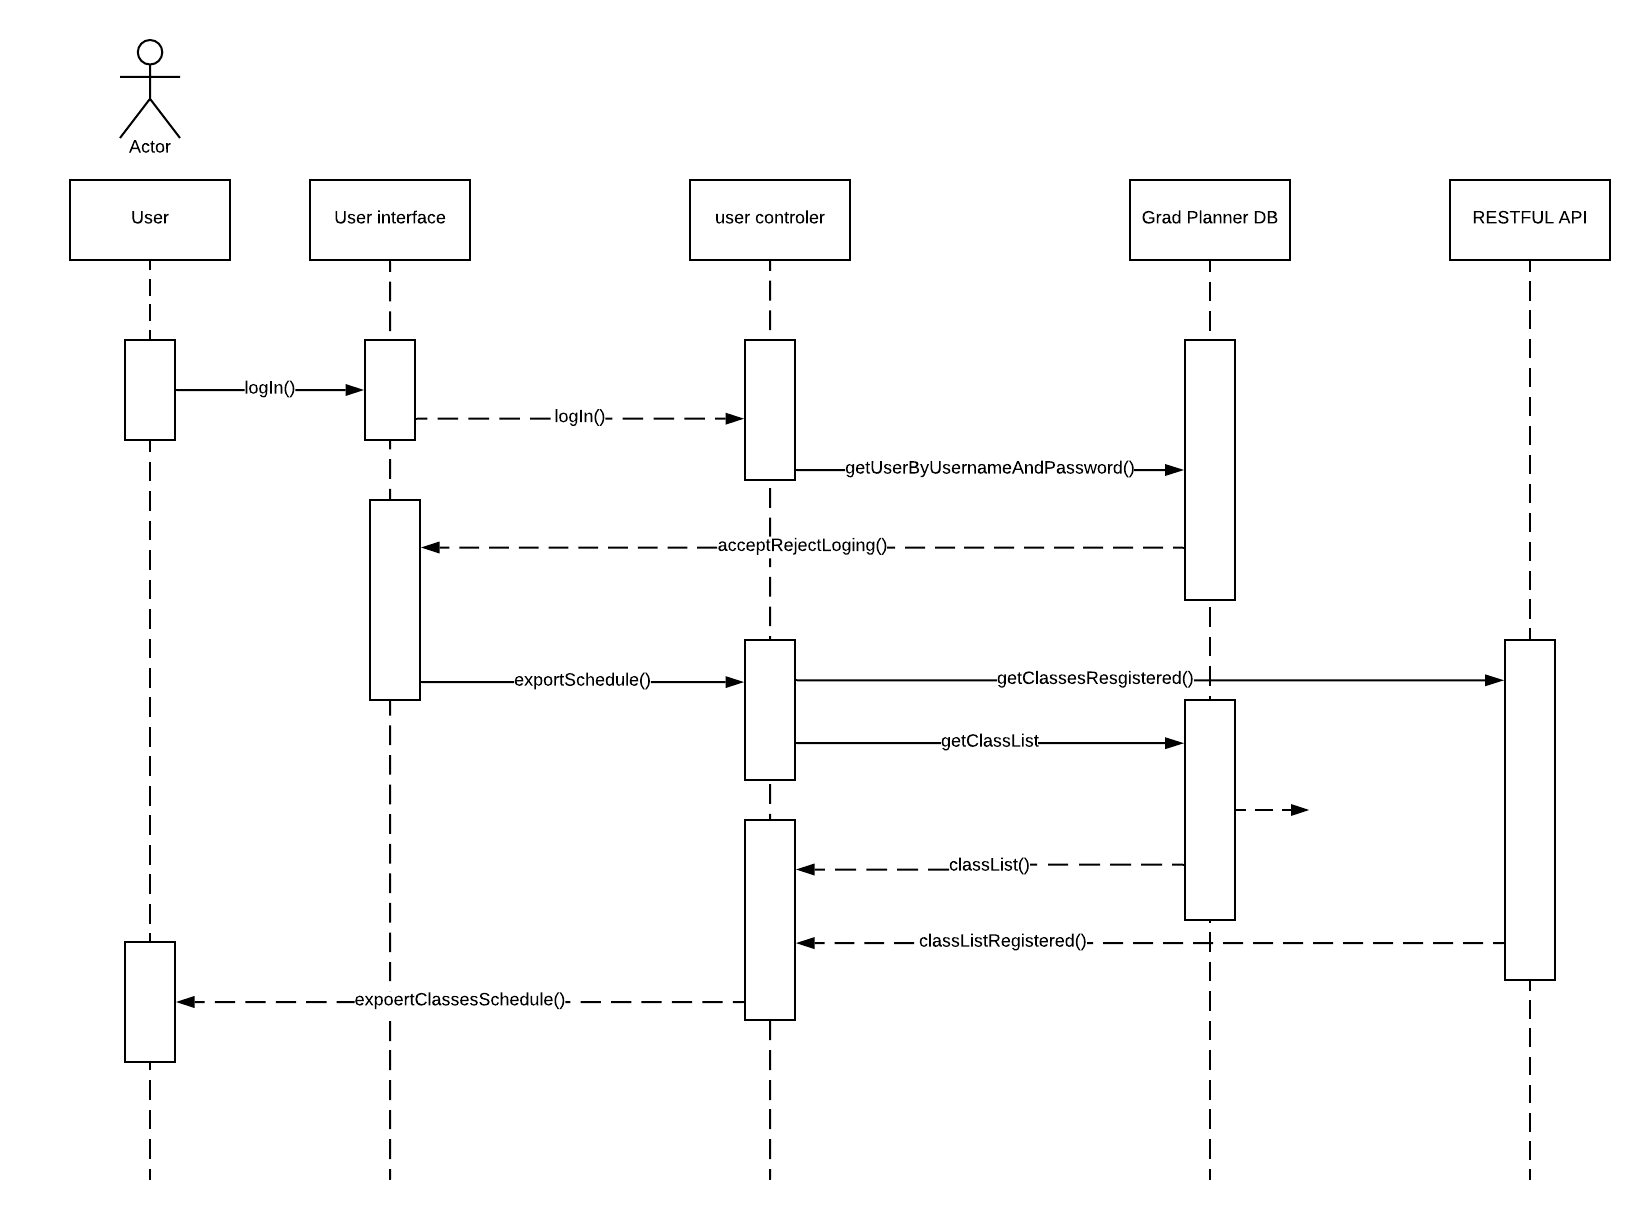 Actor
User
User interface
user controler
Grad Planner DB
RESTFUL API
logIn()
logIn()
getUserByUsernameAndPassword()
acceptRejectLoging()
exportSchedule()
getClassesResgistered()
getClassList
classList()
classListRegistered()
expoertClassesSchedule()